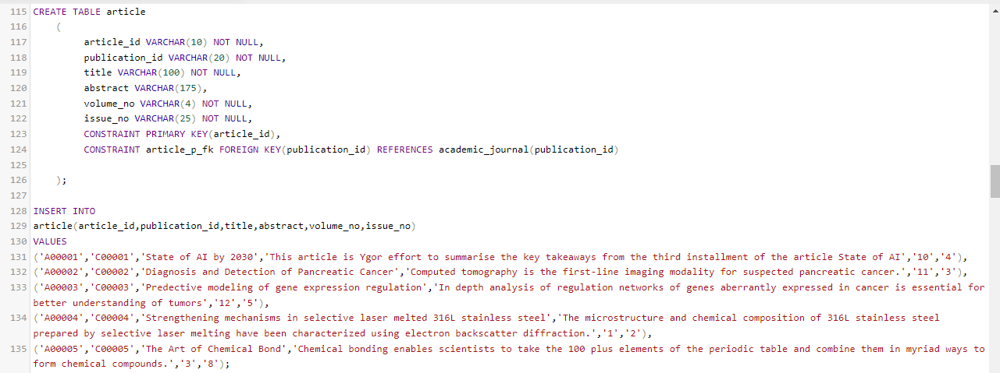 115 CREATE TABLE article
116 (
117 article_id VARCHAR(10) NOT NULL,
118 publication_id VARCHAR(20) NOT NULL,
119 title VARCHAR(100) NOT NULL,
120 abstract VARCHAR(175),
121 volume_no VARCHAR(4) NOT NULL,
122 issue_no VARCHAR(25) NOT NULL,
123 CONSTRAINT PRIMARY KEY(article_id),
124 CONSTRAINT article_p_fk FOREIGN KEY(publication_id) REFERENCES academic_journal(publication_id)
125
126 );
127
128 INSERT INTO
129 article(article_id,publication_id,title,abstract,volume_no,issue_no)
130 VALUES
131 ('A00001','C00001','State of AI by 2030','This article is Ygor effort to summarise the key takeaways from the third installment of the article State of AI','10','4'),
132 ('A00002','C00002','Diagnosis and Detection of Pancreatic Cancer','Computed tomography is the first-line imaging modality for suspected pancreatic cancer.','11','3'),
133 ('A00003','C00003','Predective modeling of gene expression regulation','In depth analysis of regulation networks of genes aberrantly expressed in cancer is essential for
better understanding of tumors','12','5'),
134 ('A00004','C00004','Strengthening mechanisms in selective laser melted 316L stainless steel','The microstructure and chemical composition of 316L stainless steel
prepared by selective laser melting have been characterized using electron backscatter diffraction.','1','2'),
135 ('A00005','C00005','The Art of Chemical Bond','Chemical bonding enables scientists to take the 100 plus elements of the periodic table and combine them in myriad ways to
form chemical compounds.','3','8');